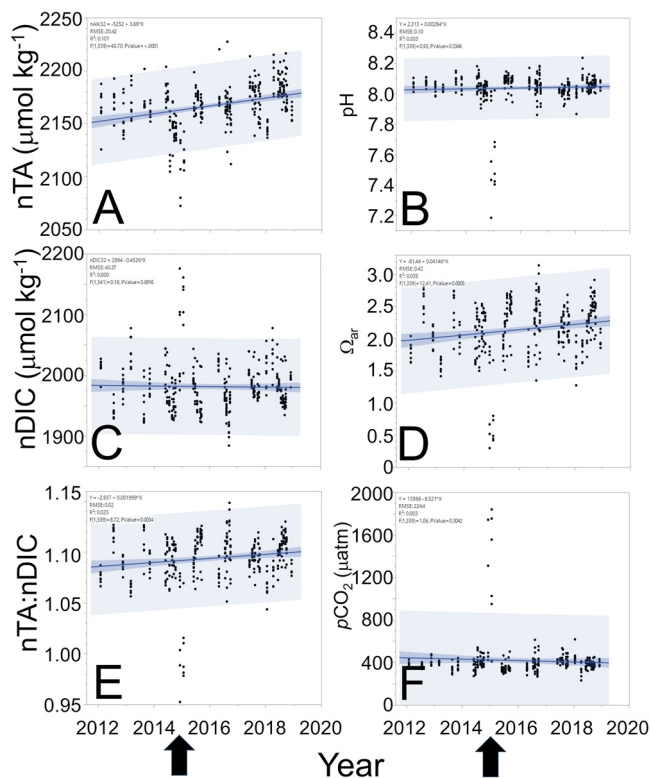 nTA (μmol kg⁻¹)
2250
2200
2150
2100
2050
nAlk32 = -5252 + 3.68*X
RMSE:20.42
R²:0.107
F(1,339)=40.70, PValue=<.0001
A
pH
8.4
8.2
8.0
7.8
7.6
7.4
7.2
Y = 2.313 + 0.00284*X
RMSE:0.10
R²:0.003
F(1,339)=0.93, PValue=0.3346
B
nDIC (μmol kg⁻¹)
2200
2100
2000
1900
nDIC32 = 2894 - 0.4526*X
RMSE:40.37
R²:0.000
F(1,341)=0.16, PValue=0.6896
C
Ωar
3.0
2.5
2.0
1.5
1.0
0.5
0
Y = -81.44 + 0.04146*X
RMSE:0.42
R²:0.035
F(1,339)=12.41, PValue=0.0005
D
nTA:nDIC
1.15
1.10
1.05
1.00
0.95
Y = -2.937 + 0.001999*X
RMSE:0.02
R²:0.025
F(1,339)=8.72, PValue=0.0034
E
2012 2014 2016 2018 2020
pCO₂ (μatm)
2000
1600
1200
800
400
0
Y = 13566 - 6.521*X
RMSE:224.4
R²:0.003
F(1,339)=1.06, PValue=0.3042
F
2012 2014 2016 2018 2020
Year